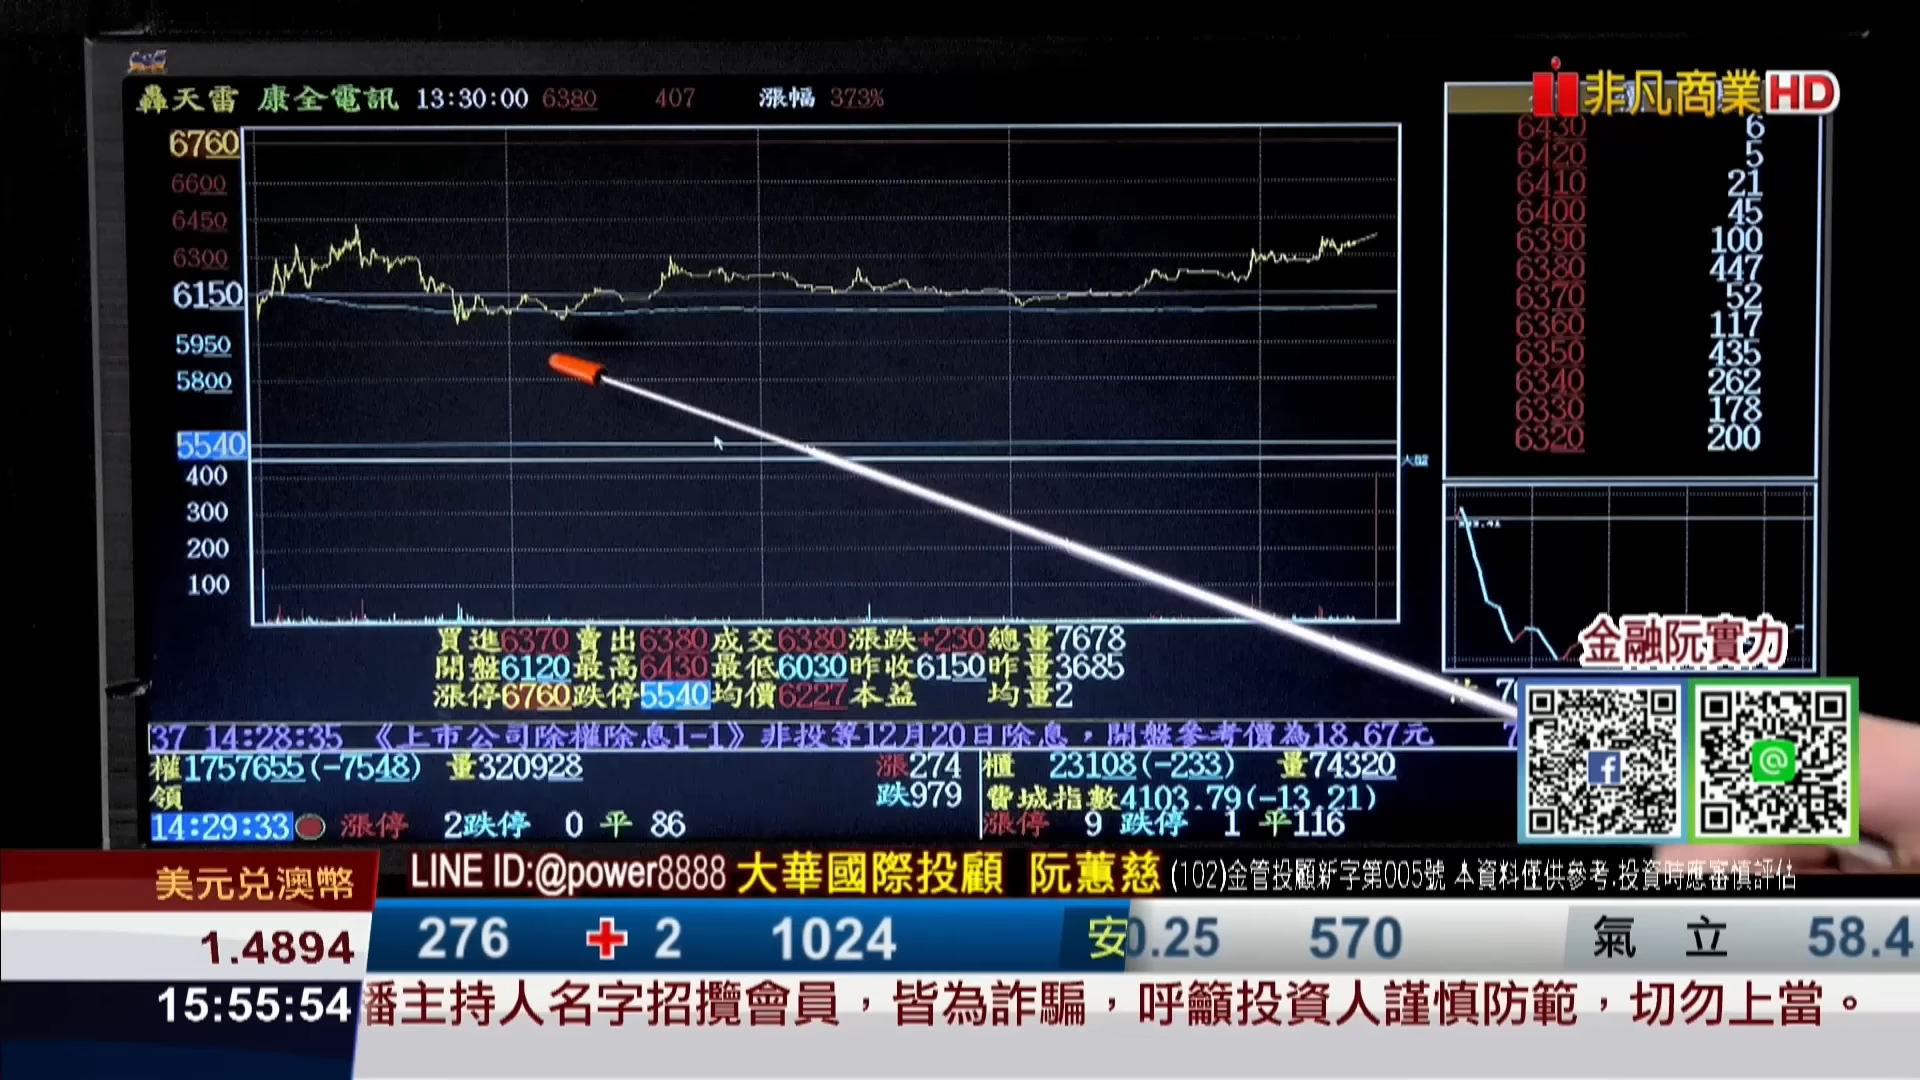 轟天雷 康全電訊 13:30:00 6380 407 漲幅 373%
非凡商業HD
6760
6600
6450
6300
6150
5950
5800
5540
400
300
200
100
大盤
6430 6
6420 5
6410 21
6400 45
6390 100
6380 447
6370 52
6360 117
6350 435
6340 262
6330 178
6320 200
金融阮實力
買進6370賣出6380成交6380漲跌+230總量7678
開盤6120最高6430最低6030昨收6150昨量3685
漲停6760跌停5540均價6227本益 均量2
37 14:28:35 《上市公司除權除息1-1》非投等12月20日除息，開盤參考價為18.67元
權1757655(-7548) 量320928 漲274 櫃 23108(-233) 量74320
領 跌979 費城指數4103.79(-13.21)
14:29:33 漲停 2跌停 0 平 86 漲停 9 跌停 1 平116
美元兌澳幣
LINE ID:@power8888 大華國際投顧 阮蕙慈 (102)金管投顧新字第005號 本資料僅供參考.投資時應審慎評估
1.4894
276 + 2 1024 安 0.25 570 氣立 58.4
15:55:54
播主持人名字招攬會員，皆為詐騙，呼籲投資人謹慎防範，切勿上當。